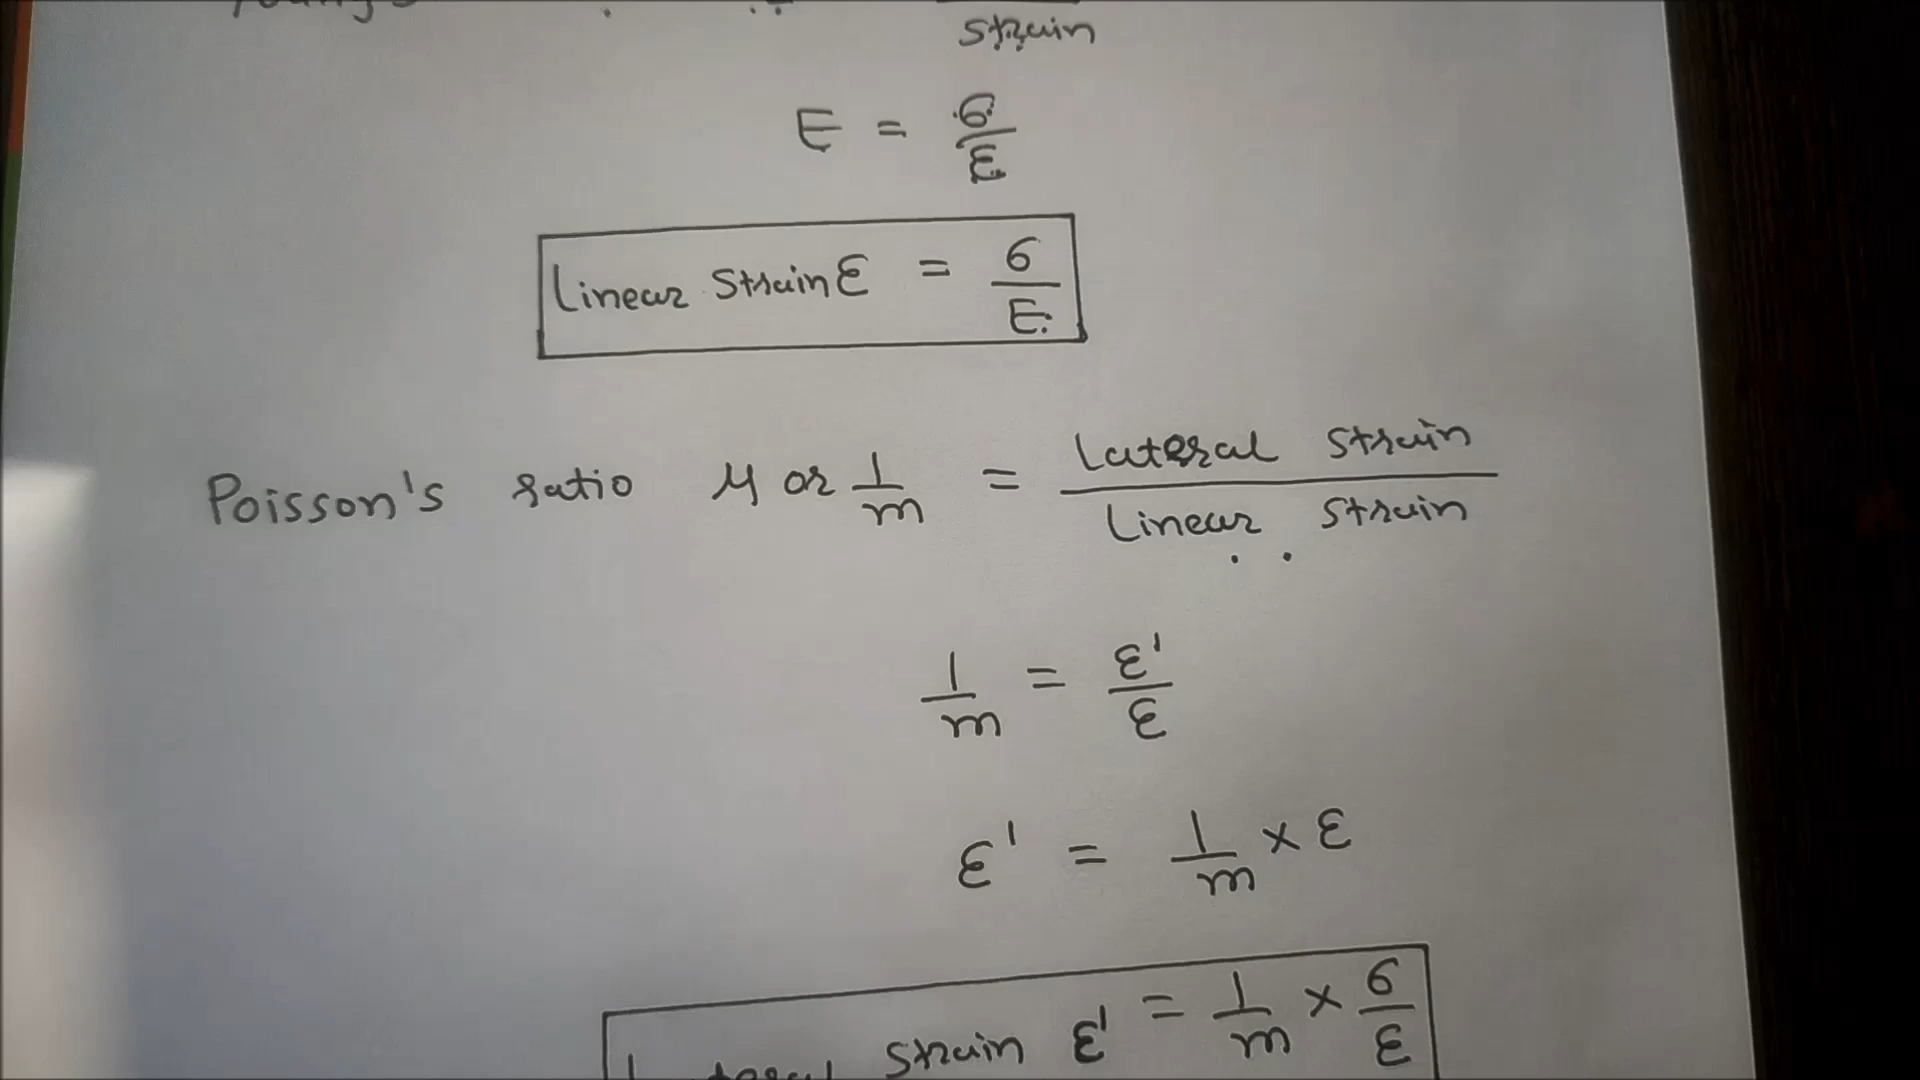 strain
E = σ/ε
Linear Strain ε = σ/E
Poisson's ratio μ or 1/m = Lateral Strain / Linear Strain
1/m = ε'/ε
ε' = 1/m × ε
Strain ε' = 1/m × σ/ε